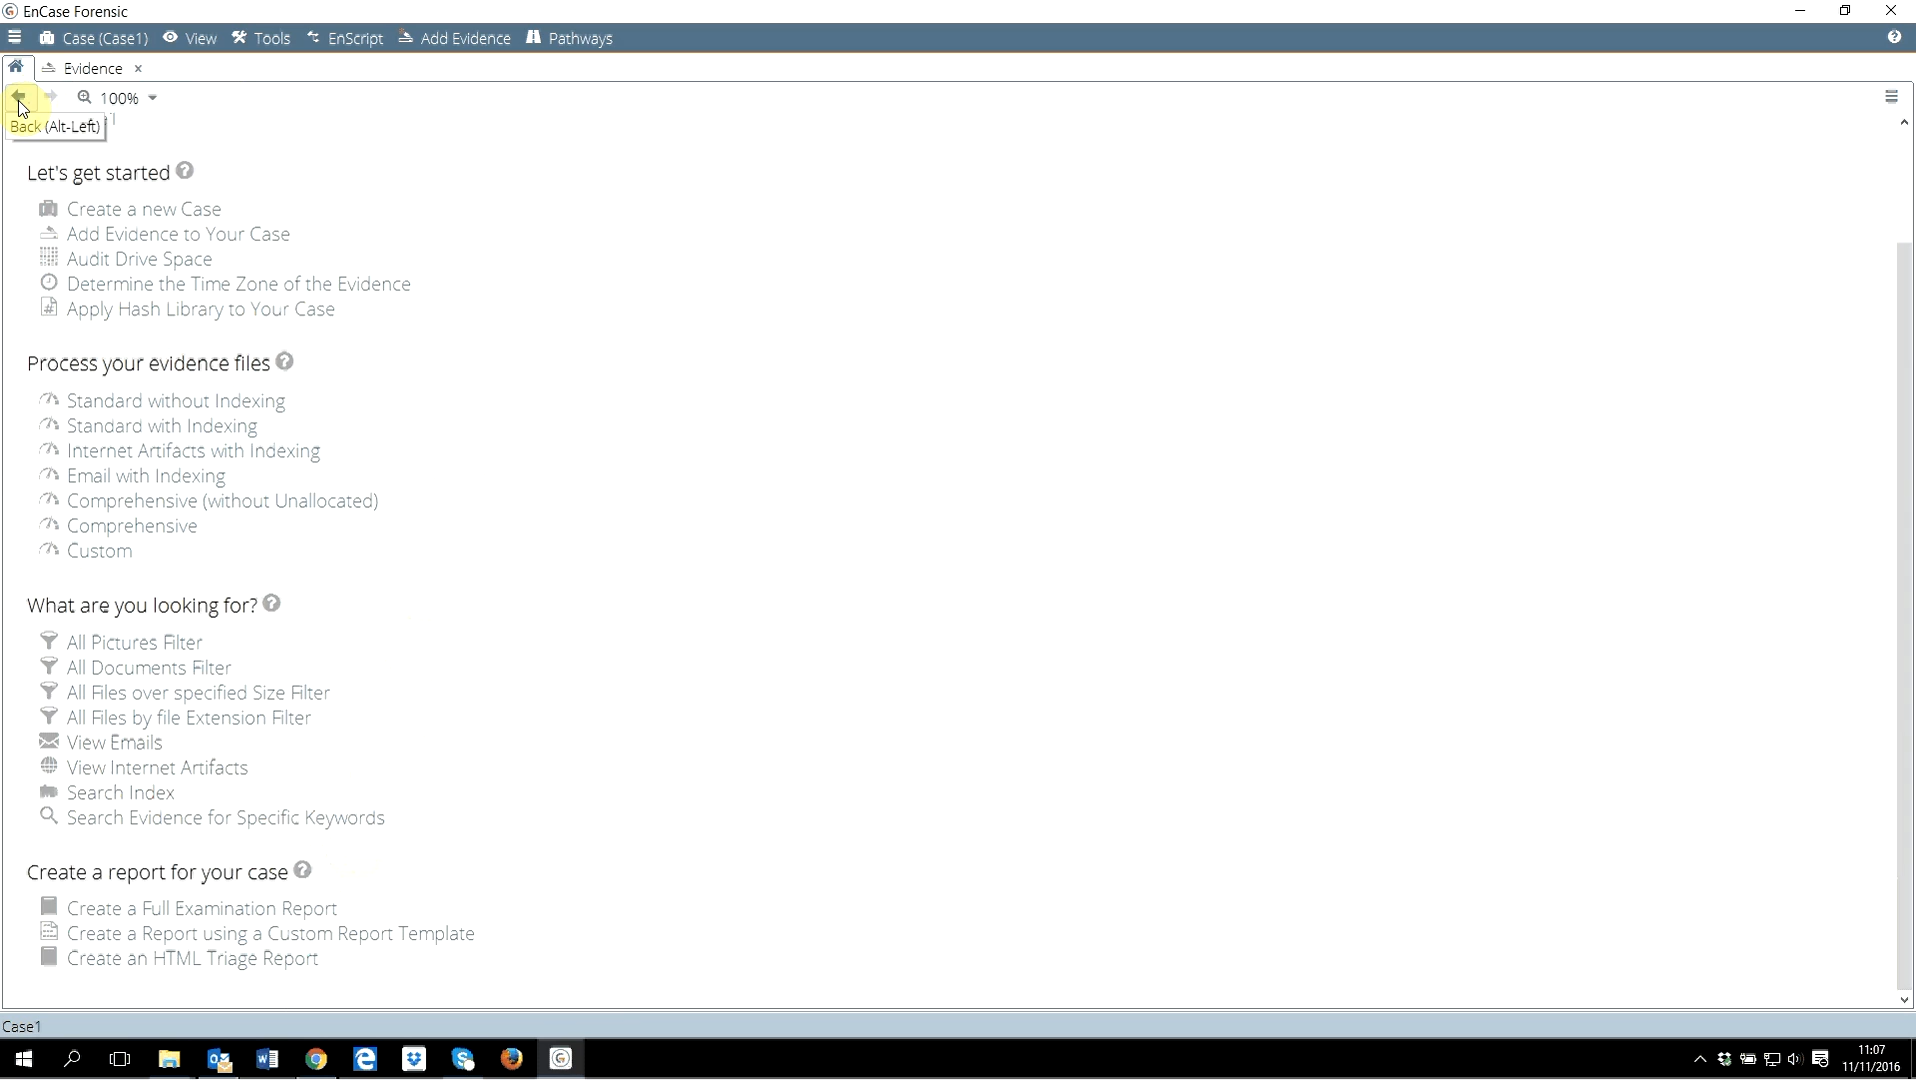 EnCase Forensic
Case (Case1) View Tools EnScript Add Evidence Pathways
Evidence
100%
Back (Alt-Left)
Let's get started
Create a new Case
Add Evidence to Your Case
Audit Drive Space
Determine the Time Zone of the Evidence
Apply Hash Library to Your Case
Process your evidence files
Standard without Indexing
Standard with Indexing
Internet Artifacts with Indexing
Email with Indexing
Comprehensive (without Unallocated)
Comprehensive
Custom
What are you looking for?
All Pictures Filter
All Documents Filter
All Files over specified Size Filter
All Files by file Extension Filter
View Emails
View Internet Artifacts
Search Index
Search Evidence for Specific Keywords
Create a report for your case
Create a Full Examination Report
Create a Report using a Custom Report Template
Create an HTML Triage Report
Case1
11:07
11/11/2016